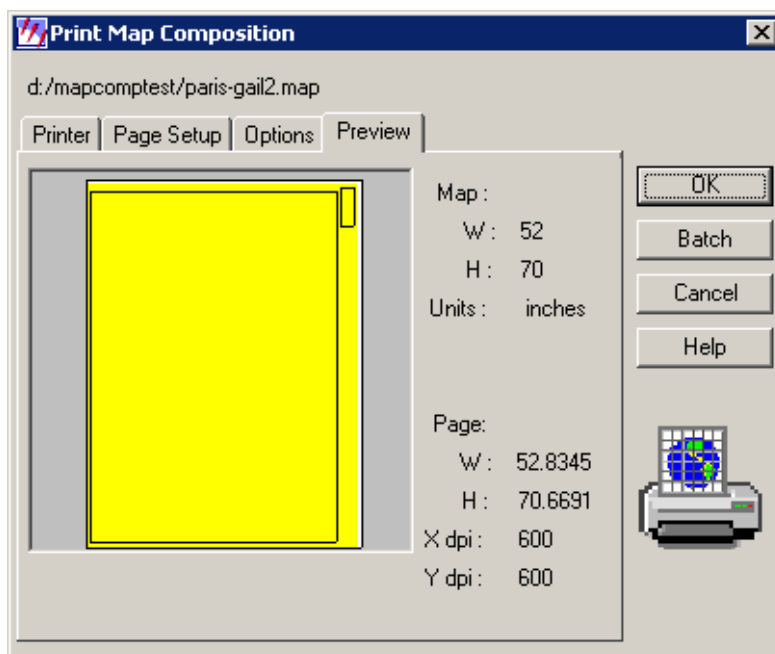 Print Map Composition
d:/mapcomptest/paris-gail2.map
Printer Page Setup Options Preview
Map :
W : 52
H : 70
Units : inches
Page:
W : 52.8345
H : 70.6691
X dpi : 600
Y dpi : 600
OK
Batch
Cancel
Help